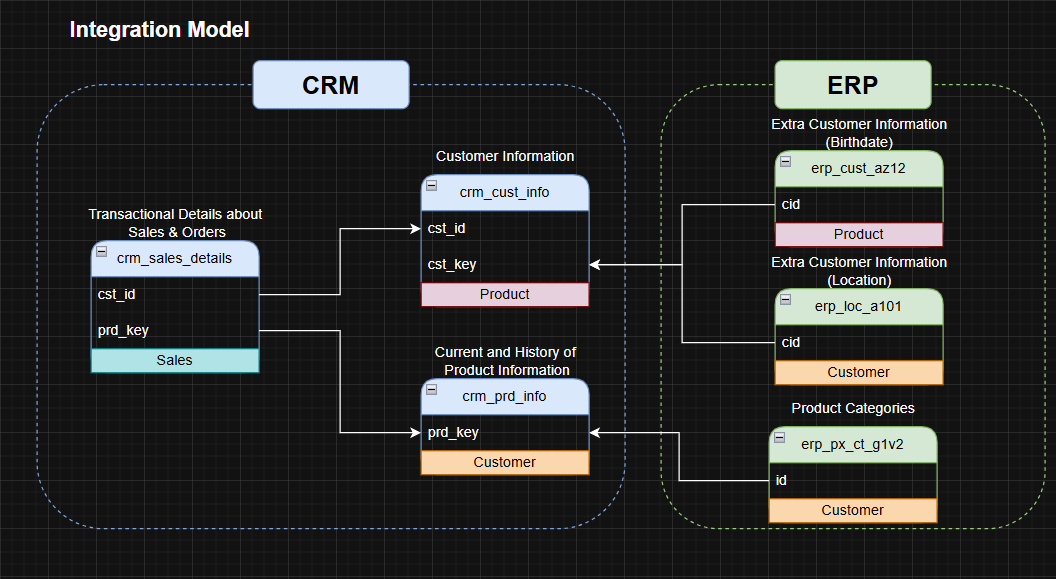 Integration Model
CRM
Transactional Details about
Sales & Orders
crm_sales_details
cst_id
prd_key
Sales
Customer Information
crm_cust_info
cst_id
cst_key
Product
Current and History of
Product Information
crm_prd_info
prd_key
Customer
ERP
Extra Customer Information
(Birthdate)
erp_cust_az12
cid
Product
Extra Customer Information
(Location)
erp_loc_a101
cid
Customer
Product Categories
erp_px_ct_g1v2
id
Customer